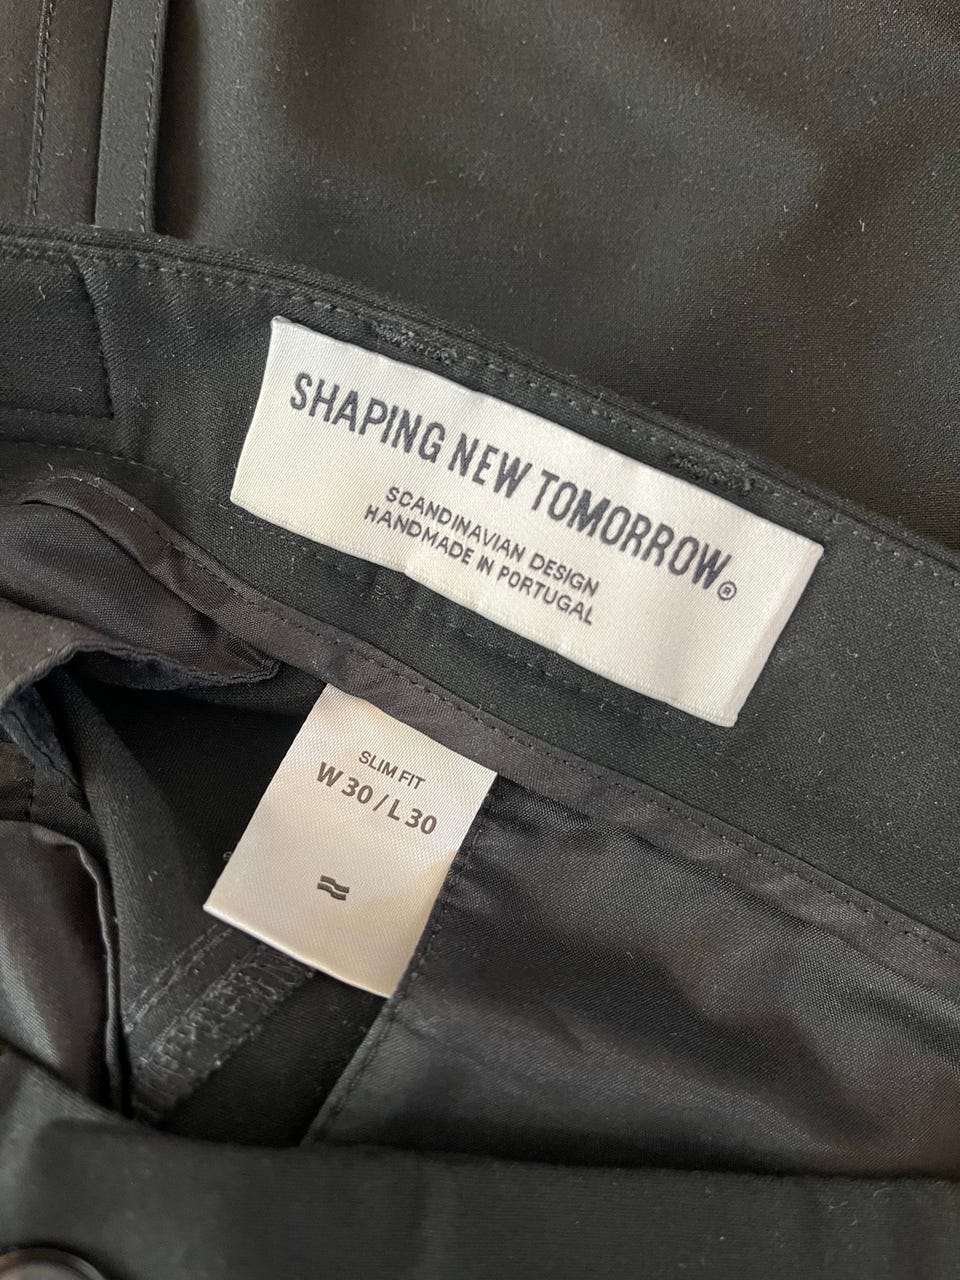 SHAPING NEW TOMORROW®
SCANDINAVIAN DESIGN
HANDMADE IN PORTUGAL
SLIM FIT
W 30 / L 30